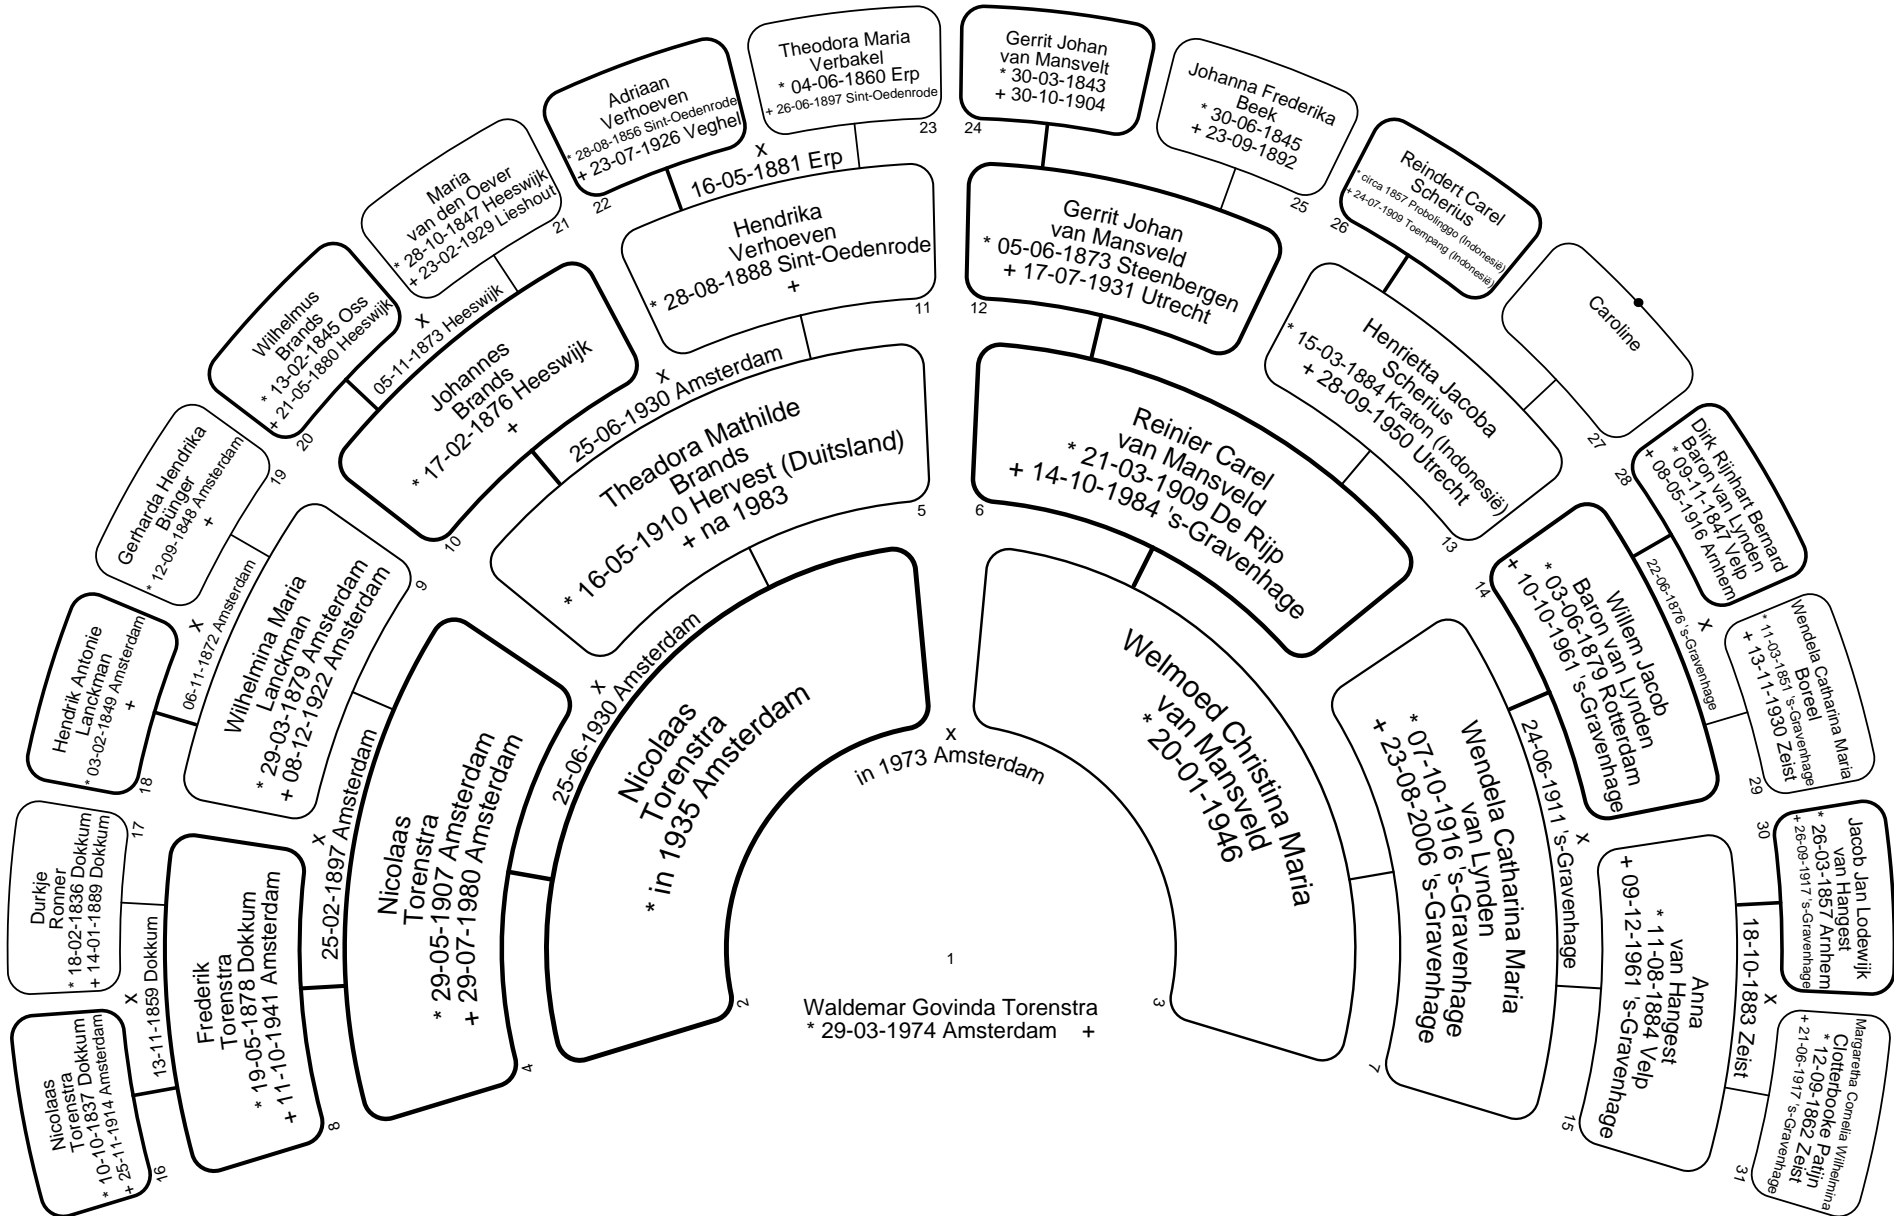 1
Waldemar Govinda Torenstra
* 29-03-1974 Amsterdam +
Nicolaas
Torenstra
* in 1935 Amsterdam
2
x
in 1973 Amsterdam
Welmoed Christina Maria
van Mansveld
* 20-01-1946
3
Nicolaas
Torenstra
* 29-05-1907 Amsterdam
+ 29-07-1980 Amsterdam
4
x
25-06-1930 Amsterdam
Theadora Mathilde
Brands
* 16-05-1910 Hervest (Duitsland)
+ na 1983
5
Reinier Carel
van Mansveld
* 21-03-1909 De Rijp
+ 14-10-1984 's-Gravenhage
6
Wendela Catharina Maria
van Lynden
* 07-10-1916 's-Gravenhage
+ 23-08-2006 's-Gravenhage
7
Frederik
Torenstra
* 19-05-1878 Dokkum
+ 11-10-1941 Amsterdam
8
x
25-02-1897 Amsterdam
Wilhelmina Maria
Lanckman
* 29-03-1879 Amsterdam
+ 08-12-1922 Amsterdam
9
Johannes
Brands
* 17-02-1876 Heeswijk
+
10
x
25-06-1930 Amsterdam
Hendrika
Verhoeven
* 28-08-1888 Sint-Oedenrode
+
11
Gerrit Johan
van Mansveld
* 05-06-1873 Steenbergen
+ 17-07-1931 Utrecht
12
Henrietta Jacoba
Scherius
* 15-03-1884 Kraton (Indonesië)
+ 28-09-1950 Utrecht
13
Willem Jacob
Baron van Lynden
* 03-06-1879 Rotterdam
+ 10-10-1961 's-Gravenhage
14
x
24-06-1911 's-Gravenhage
Anna
van Hangest
* 11-08-1884 Velp
+ 09-12-1961 's-Gravenhage
15
Nicolaas
Torenstra
* 10-10-1837 Dokkum
+ 25-11-1914 Amsterdam
16
x
13-11-1859 Dokkum
Durkje
Ronner
* 18-02-1836 Dokkum
+ 14-01-1889 Dokkum
17
Hendrik Antonie
Lanckman
* 03-02-1849 Amsterdam
+
18
x
06-11-1872 Amsterdam
Gerharda Hendrika
Bünger
* 12-09-1848 Amsterdam
+
19
Wilhelmus
Brands
* 13-02-1845 Oss
+ 21-05-1880 Heeswijk
20
x
05-11-1873 Heeswijk
Maria
van den Oever
* 28-10-1847 Heeswijk
+ 23-02-1929 Lieshout
21
Adriaan
Verhoeven
* 28-08-1856 Sint-Oedenrode
+ 23-07-1926 Veghel
22
x
16-05-1881 Erp
Theodora Maria
Verbakel
* 04-06-1860 Erp
+ 26-06-1897 Sint-Oedenrode
23
Gerrit Johan
van Mansvelt
* 30-03-1843
+ 30-10-1904
24
Johanna Frederika
Beek
* 30-06-1845
+ 23-09-1892
25
Reindert Carel
Scherius
* circa 1857 Probolinggo (Indonesië)
+ 24-07-1909 Toempang (Indonesië)
26
Caroline
27
Dirk Rijnhart Bernard
Baron van Lynden
* 09-11-1847 Velp
+ 08-05-1916 Arnhem
28
x
22-06-1876 's-Gravenhage
Wendela Catharina Maria
Boreel
* 11-03-1851 's-Gravenhage
+ 13-11-1930 Zeist
29
Jacob Jan Lodewijk
van Hangest
* 26-03-1857 Arnhem
+ 26-09-1917 's-Gravenhage
30
x
18-10-1883 Zeist
Margaretha Cornelia Wilhelmina
Clotterbooke Patijn
* 12-09-1862 Zeist
+ 21-06-1917 's-Gravenhage
31